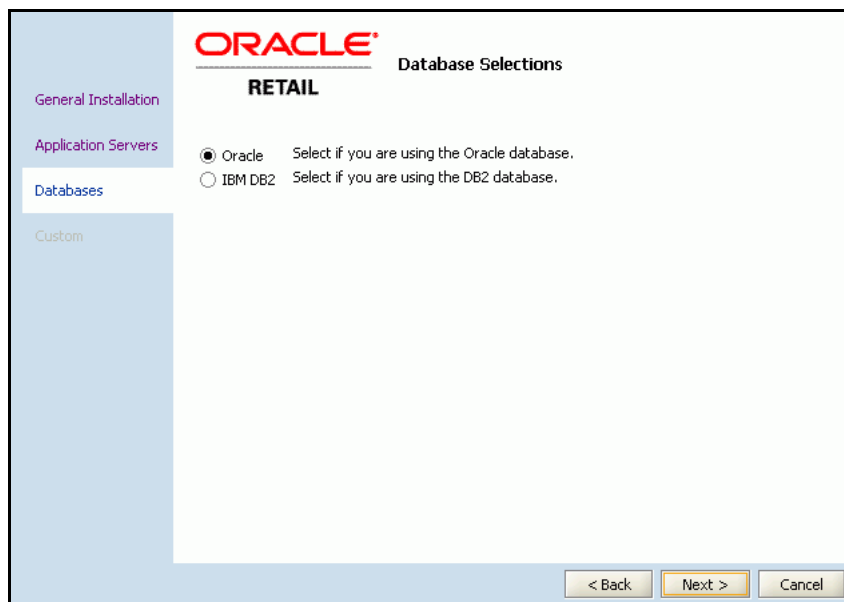 ORACLE®
RETAIL
Database Selections
General Installation
Application Servers
Databases
Custom
Oracle Select if you are using the Oracle database.
IBM DB2 Select if you are using the DB2 database.
< Back Next > Cancel